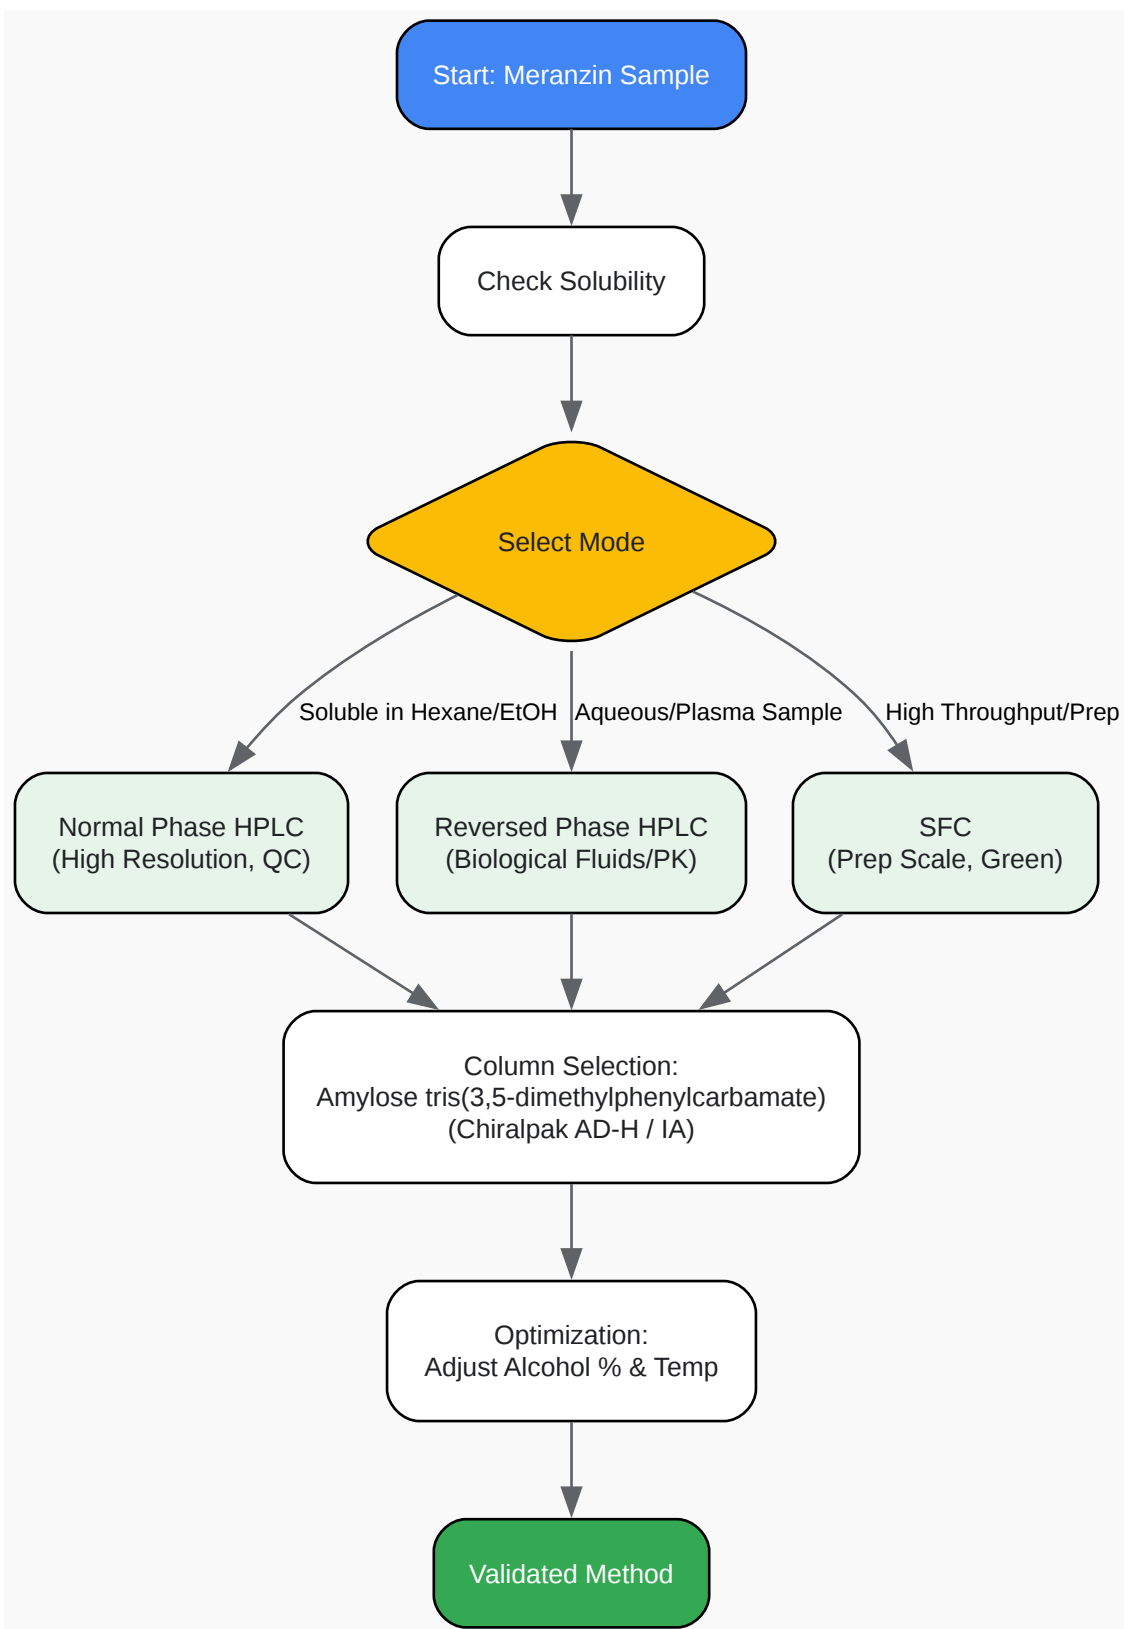 Start: Meranzin Sample
Check Solubility
Select Mode
Soluble in Hexane/EtOH
Aqueous/Plasma Sample
High Throughput/Prep
Normal Phase HPLC
(High Resolution, QC)
Reversed Phase HPLC
(Biological Fluids/PK)
SFC
(Prep Scale, Green)
Column Selection:
Amylose tris(3,5-dimethylphenylcarbamate)
(Chiralpak AD-H / IA)
Optimization:
Adjust Alcohol % & Temp
Validated Method